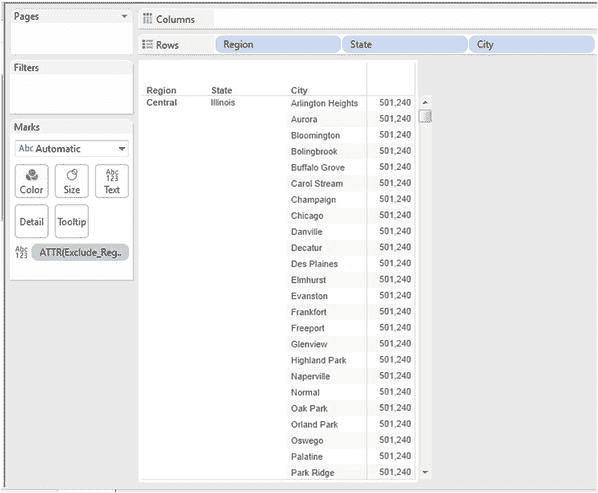 Pages
Columns
Rows Region State City
Filters
Marks
Abc Automatic
Color Size Abc 123 Text
Detail Tooltip
Abc 123 ATTR(Exclude_Reg..
Region State City
Central Illinois Arlington Heights 501,240
Aurora 501,240
Bloomington 501,240
Bolingbrook 501,240
Buffalo Grove 501,240
Carol Stream 501,240
Champaign 501,240
Chicago 501,240
Danville 501,240
Decatur 501,240
Des Plaines 501,240
Elmhurst 501,240
Evanston 501,240
Frankfort 501,240
Freeport 501,240
Glenview 501,240
Highland Park 501,240
Naperville 501,240
Normal 501,240
Oak Park 501,240
Orland Park 501,240
Oswego 501,240
Palatine 501,240
Park Ridge 501,240